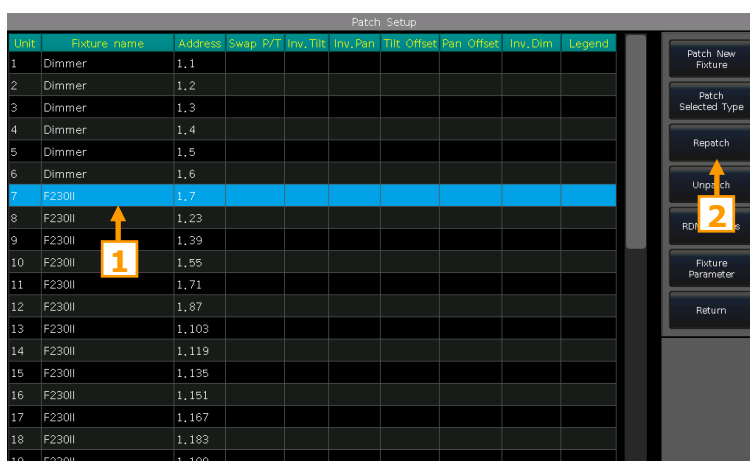 Patch Setup
Unit Fixture name Address Swap P/T Inv.Tilt Inv.Pan Tilt Offset Pan Offset Inv.Dim Legend
1 Dimmer 1.1
2 Dimmer 1.2
3 Dimmer 1.3
4 Dimmer 1.4
5 Dimmer 1.5
6 Dimmer 1.6
7 F230II 1.7
8 F230II 1.23
9 F230II 1.39
10 F230II 1.55
11 F230II 1.71
12 F230II 1.87
13 F230II 1.103
14 F230II 1.119
15 F230II 1.135
16 F230II 1.151
17 F230II 1.167
18 F230II 1.183
1
Patch New
Fixture
Patch
Selected Type
Repatch
2
Fixture
Parameter
Return